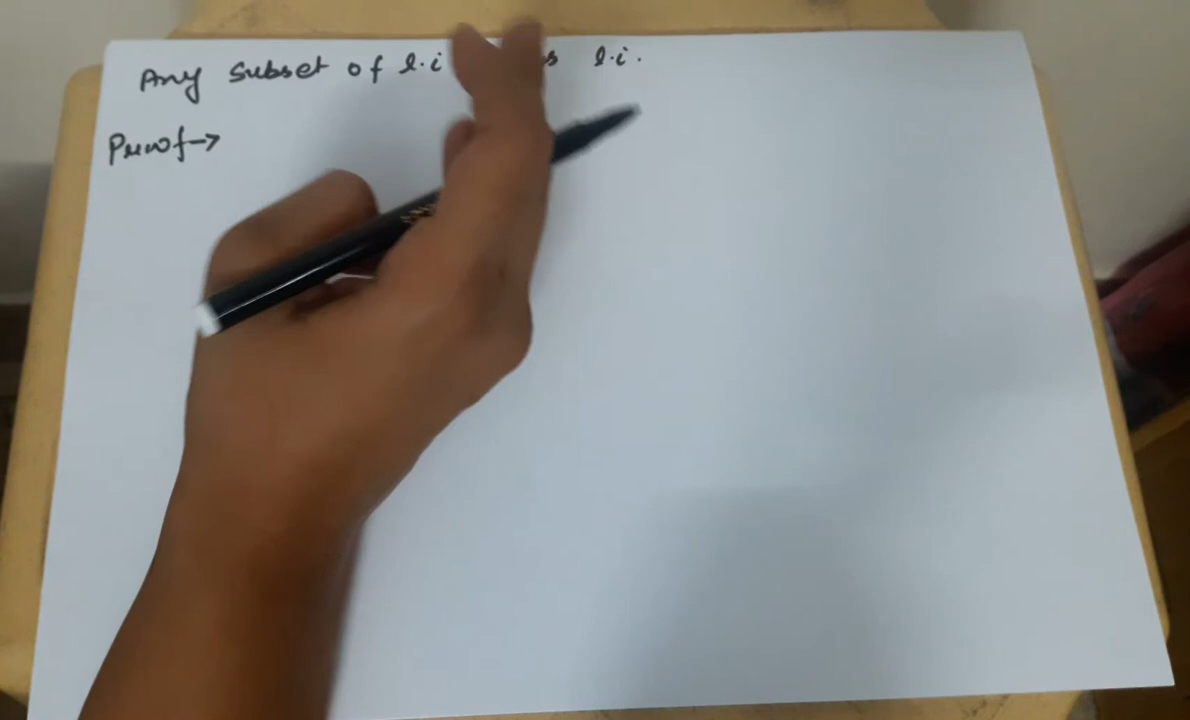 Any Subset of l.i s l.i.
Proof→